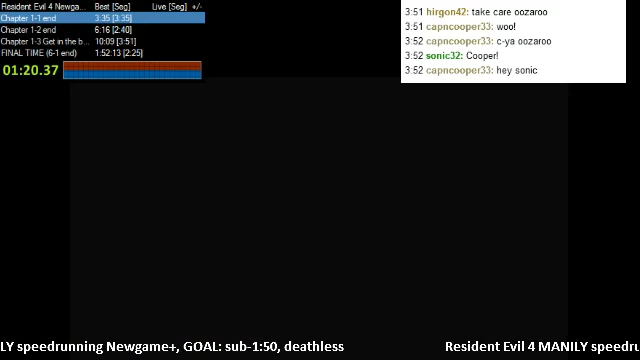 Resident Evil 4 Newga... Best [Seg] Live [Seg] +/-
Chapter 1-1 end 3:35 [3:35]
Chapter 1-2 end 6:16 [2:40]
Chapter 1-3 Get in the b... 10:09 [3:51]
FINAL TIME (6-1 end) 1:52:13 [2:25]
01:20.37
3:51 hirgon42: take care oozaroo
3:51 capncooper33: woo!
3:52 capncooper33: c-ya oozaroo
3:52 sonic32: Cooper!
3:52 capncooper33: hey sonic
LY speedrunning Newgame+, GOAL: sub-1:50, deathless Resident Evil 4 MANILY speedru